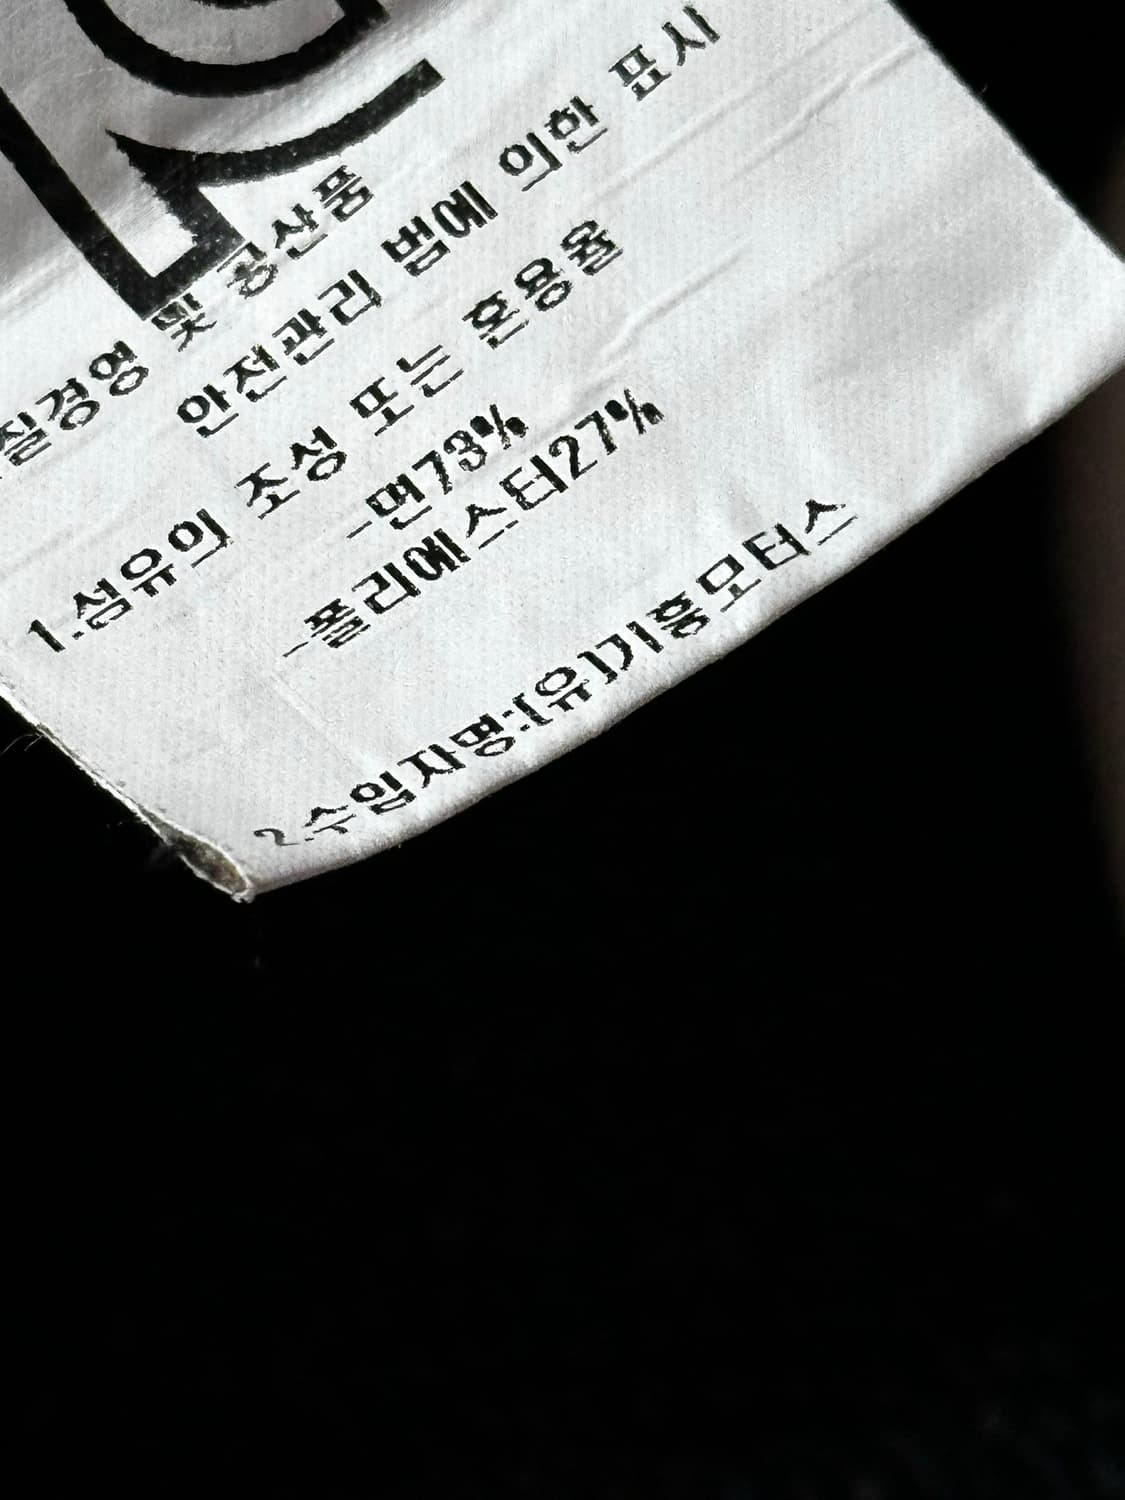 질경영 및 공산품
안전관리 법에 의한 표시
1.섬유의 조성 또는 혼용율
-면73%
-폴리에스터27%
2.수입자명:(유)기흥모터스